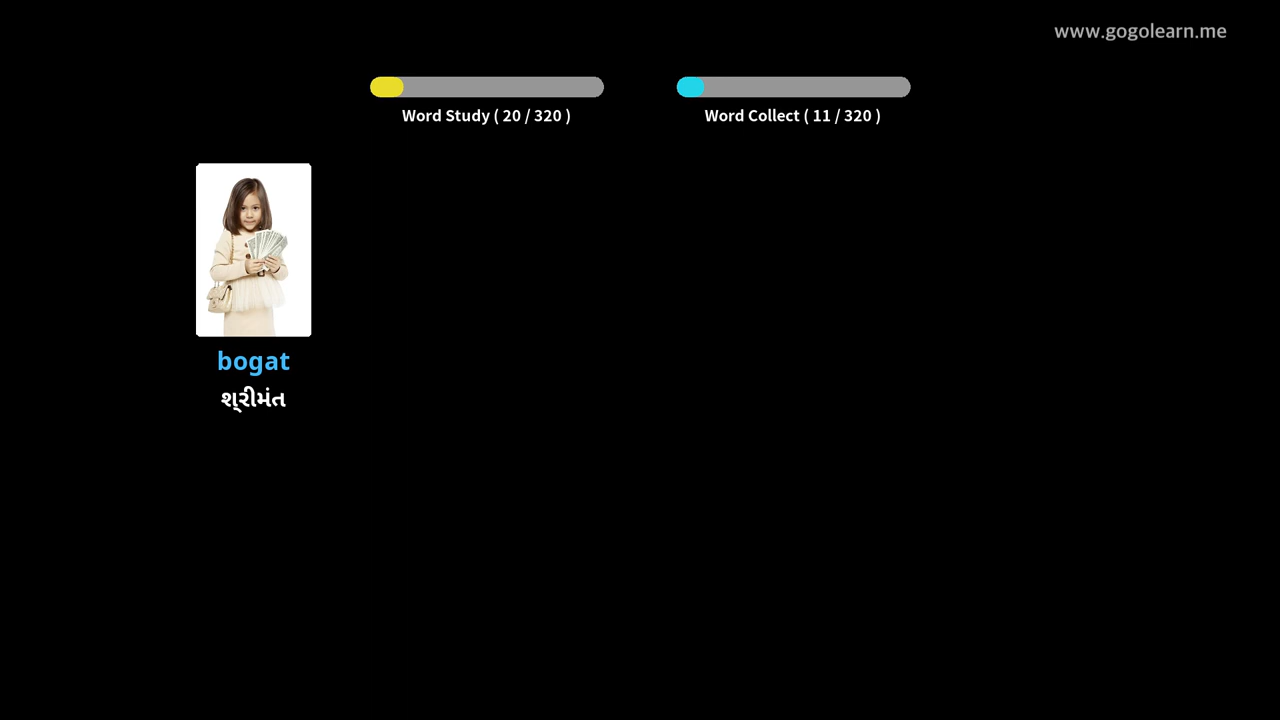 www.gogolearn.me
Word Study ( 20 / 320 )
Word Collect ( 11 / 320 )
bogat
શ્રીમંત